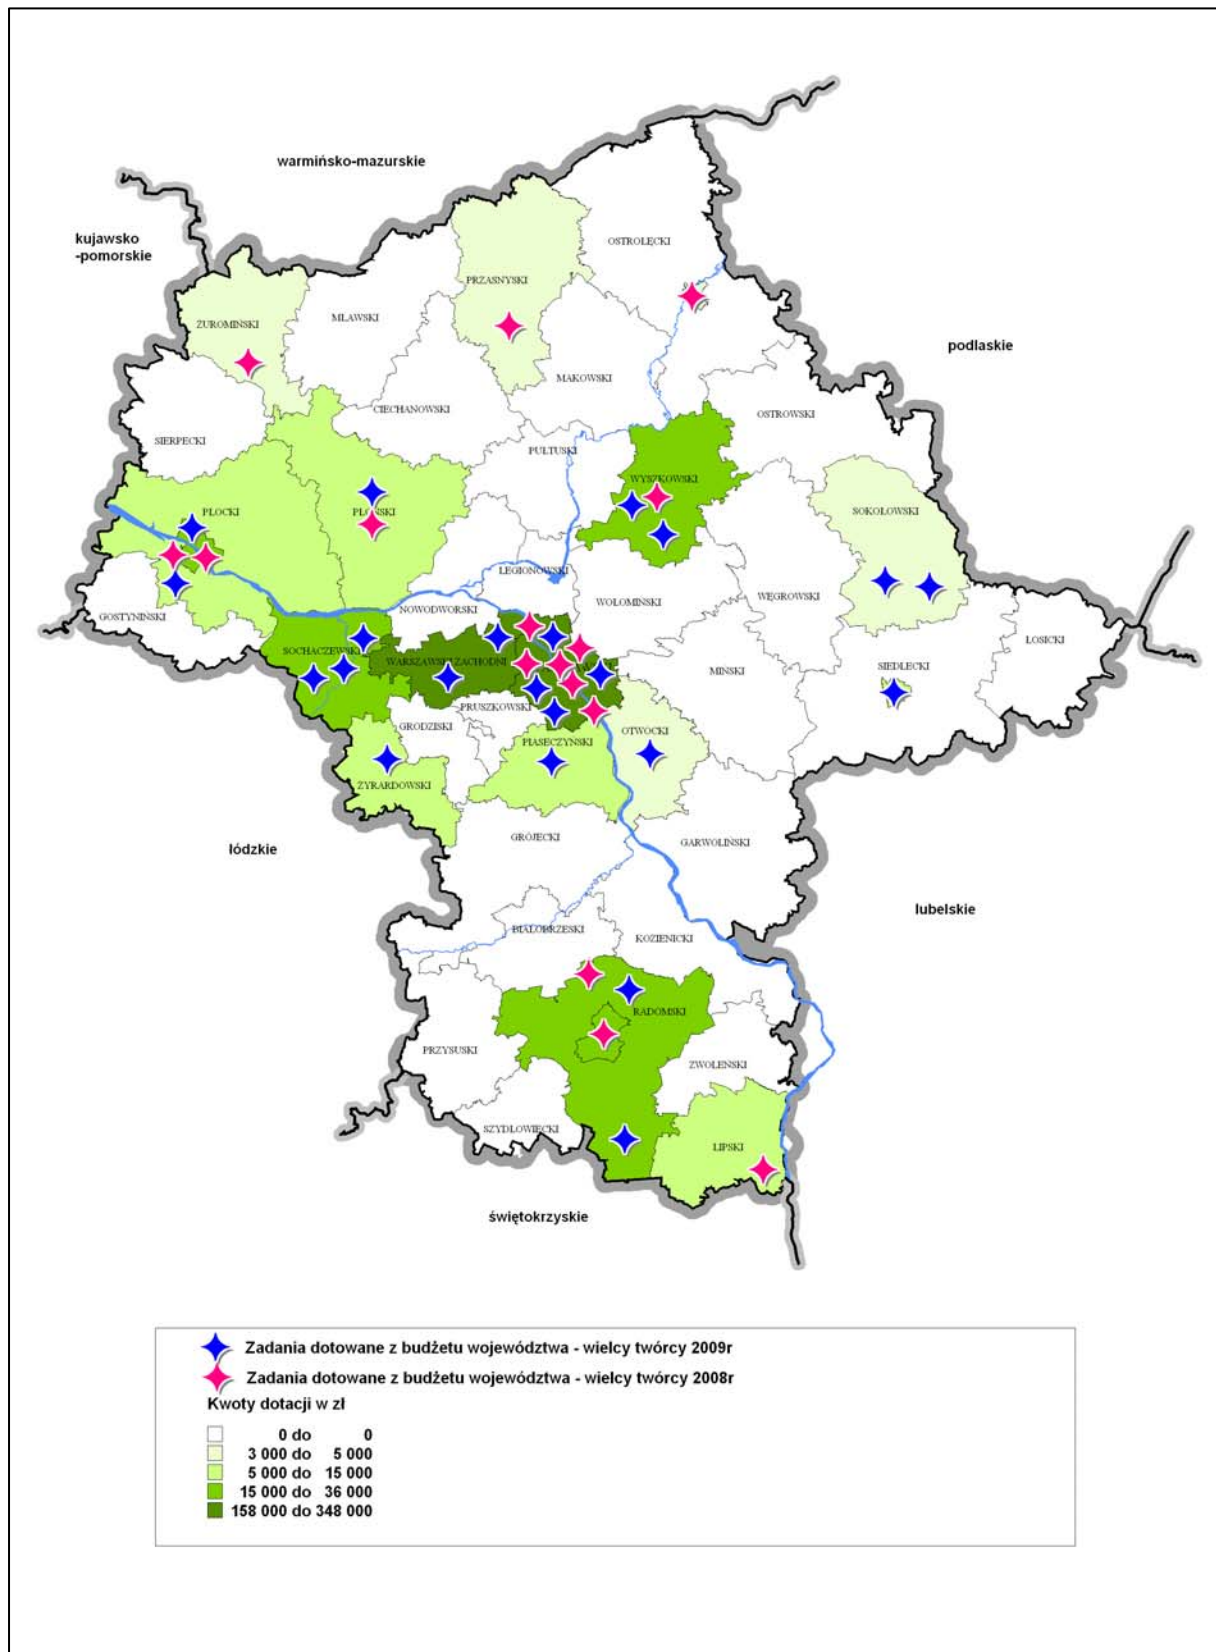 warmińsko-mazurskie
kujawsko
-pomorskie
OSTROŁĘCKI
PRZASNYSKI
MŁAWSKI
ŻUROMIŃSKI
podlaskie
MAKOWSKI
CIECHANOWSKI
OSTROWSKI
SIERPECKI
PUŁTUSKI
WYSZKOWSKI
PŁOCKI
PŁOŃSKI
SOKOŁOWSKI
LEGIONOWSKI
WĘGROWSKI
NOWODWORSKI
WOŁOMIŃSKI
GOSTYNIŃSKI
ŁOSICKI
SOCHACZEWSKI
WARSZAWSKI ZACHODNI
MIŃSKI
SIEDLECKI
PRUSZKOWSKI
GRODZISKI
OTWOCKI
PIASECZYŃSKI
ŻYRARDOWSKI
GRÓJECKI
GARWOLIŃSKI
łódzkie
lubelskie
BIAŁOBRZESKI
KOZIENICKI
RADOMSKI
PRZYSUSKI
ZWOLEŃSKI
SZYDŁOWIECKI
LIPSKI
świętokrzyskie
Zadania dotowane z budżetu województwa - wielcy twórcy 2009r
Zadania dotowane z budżetu województwa - wielcy twórcy 2008r
Kwoty dotacji w zł
0 do 0
3 000 do 5 000
5 000 do 15 000
15 000 do 36 000
158 000 do 348 000